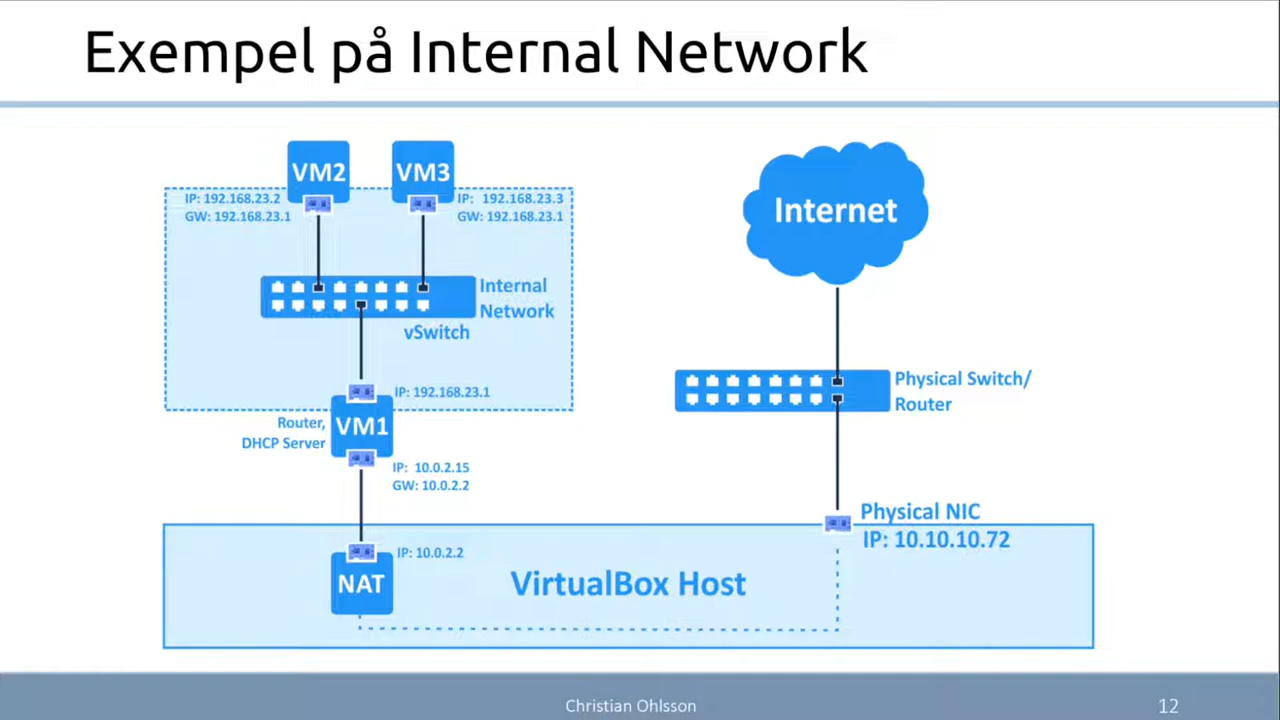 Exempel på Internal Network
VM2
VM3
IP: 192.168.23.2
GW: 192.168.23.1
IP: 192.168.23.3
GW: 192.168.23.1
Internal
Network
vSwitch
IP: 192.168.23.1
Router,
DHCP Server
VM1
IP: 10.0.2.15
GW: 10.0.2.2
IP: 10.0.2.2
NAT
VirtualBox Host
Internet
Physical Switch/
Router
Physical NIC
IP: 10.10.10.72
Christian Ohlsson
12